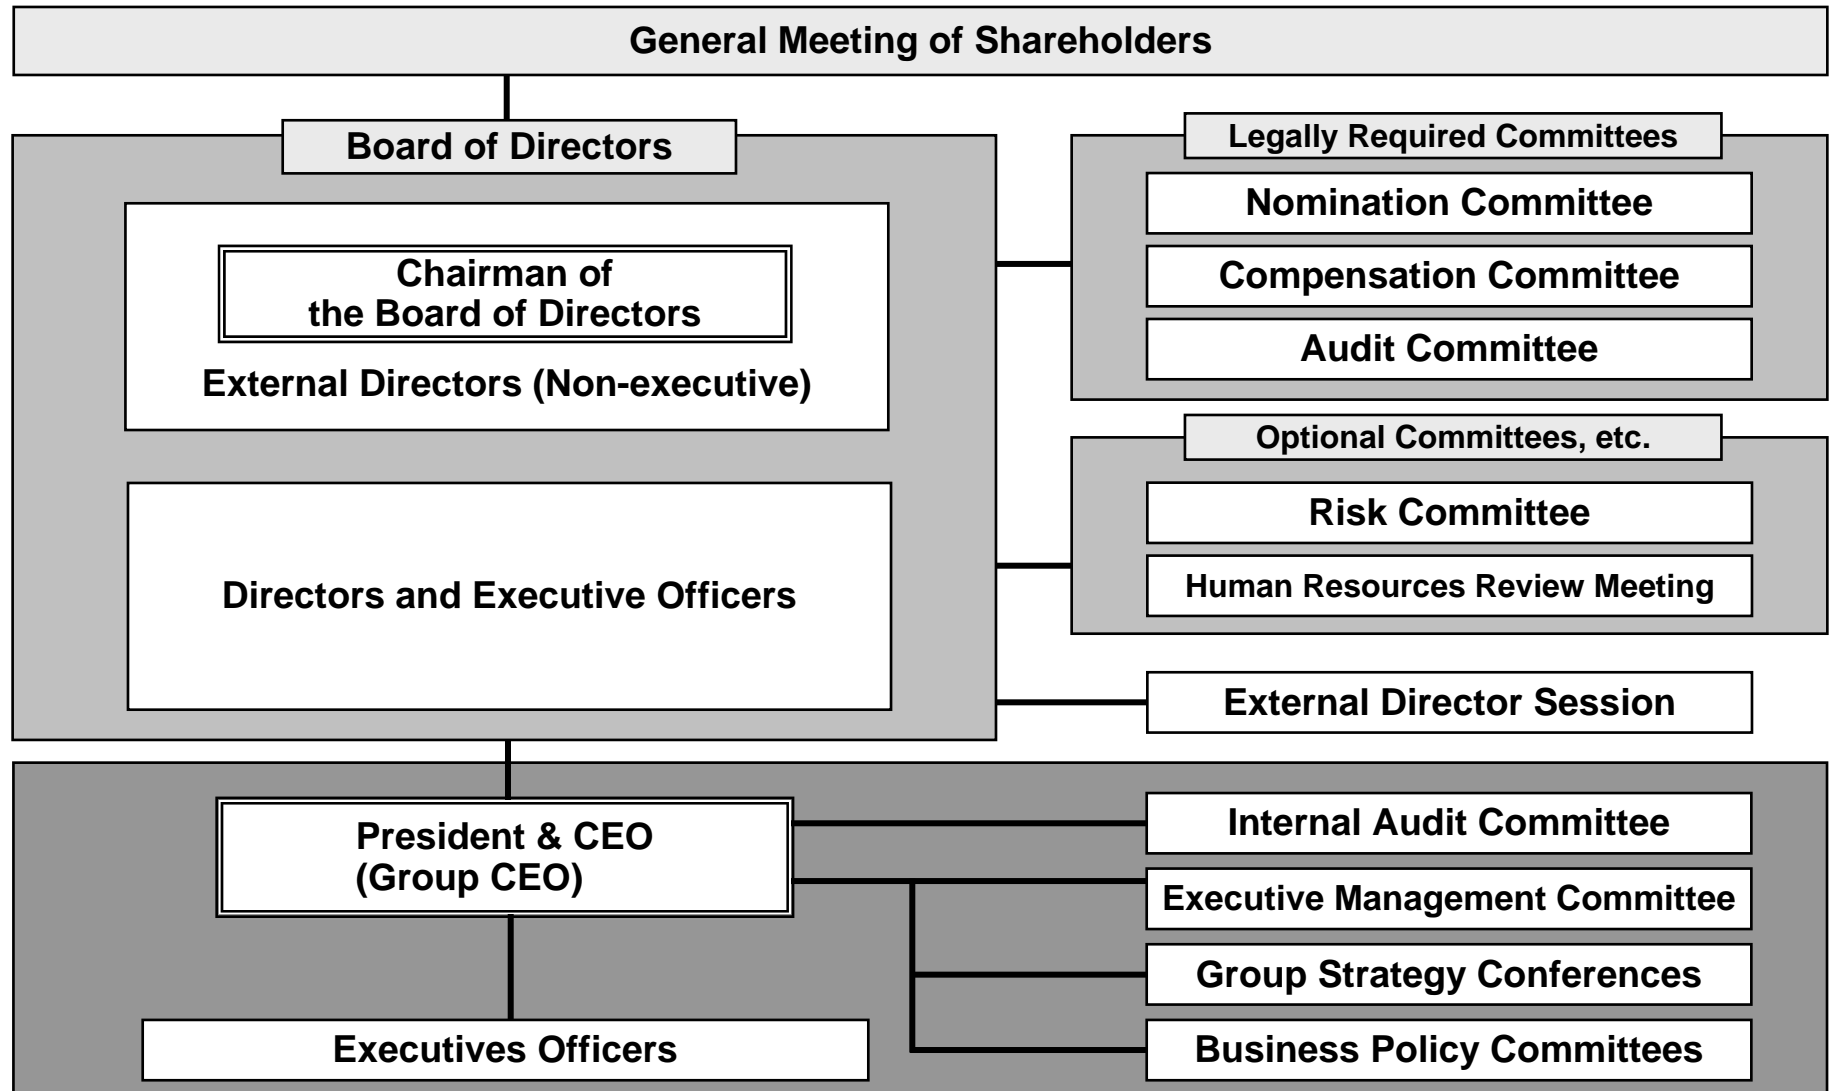 General Meeting of Shareholders
Board of Directors
Chairman of
the Board of Directors
External Directors (Non-executive)
Directors and Executive Officers
Legally Required Committees
Nomination Committee
Compensation Committee
Audit Committee
Optional Committees, etc.
Risk Committee
Human Resources Review Meeting
External Director Session
President & CEO
(Group CEO)
Executives Officers
Internal Audit Committee
Executive Management Committee
Group Strategy Conferences
Business Policy Committees